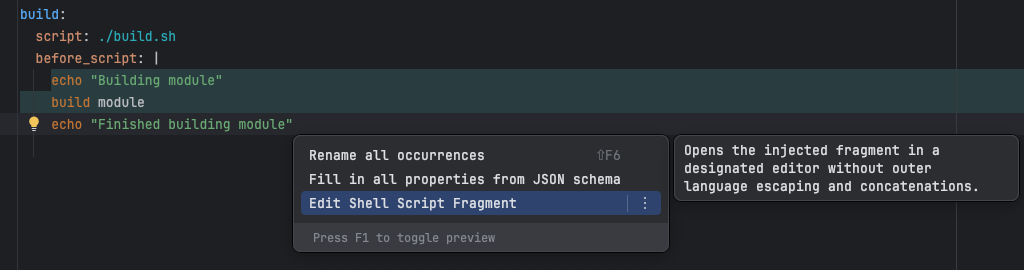 build:
  script: ./build.sh
  before_script: |
    echo "Building module"
    build module
    echo "Finished building module"
Rename all occurrences ⇧F6
Fill in all properties from JSON schema
Edit Shell Script Fragment
Press F1 to toggle preview
Opens the injected fragment in a
designated editor without outer
language escaping and concatenations.